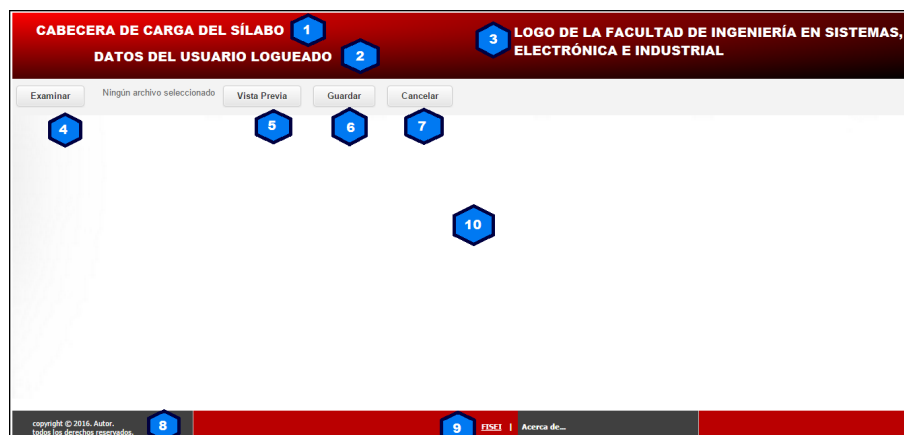 CABECERA DE CARGA DEL SÍLABO 1
DATOS DEL USUARIO LOGUEADO 2
3 LOGO DE LA FACULTAD DE INGENIERÍA EN SISTEMAS,
ELECTRÓNICA E INDUSTRIAL
Examinar Ningún archivo seleccionado Vista Previa Guardar Cancelar
4 5 6 7
10
copyright © 2016. Autor.
todos los derechos reservados. 8
9 FISEI | Acerca de...